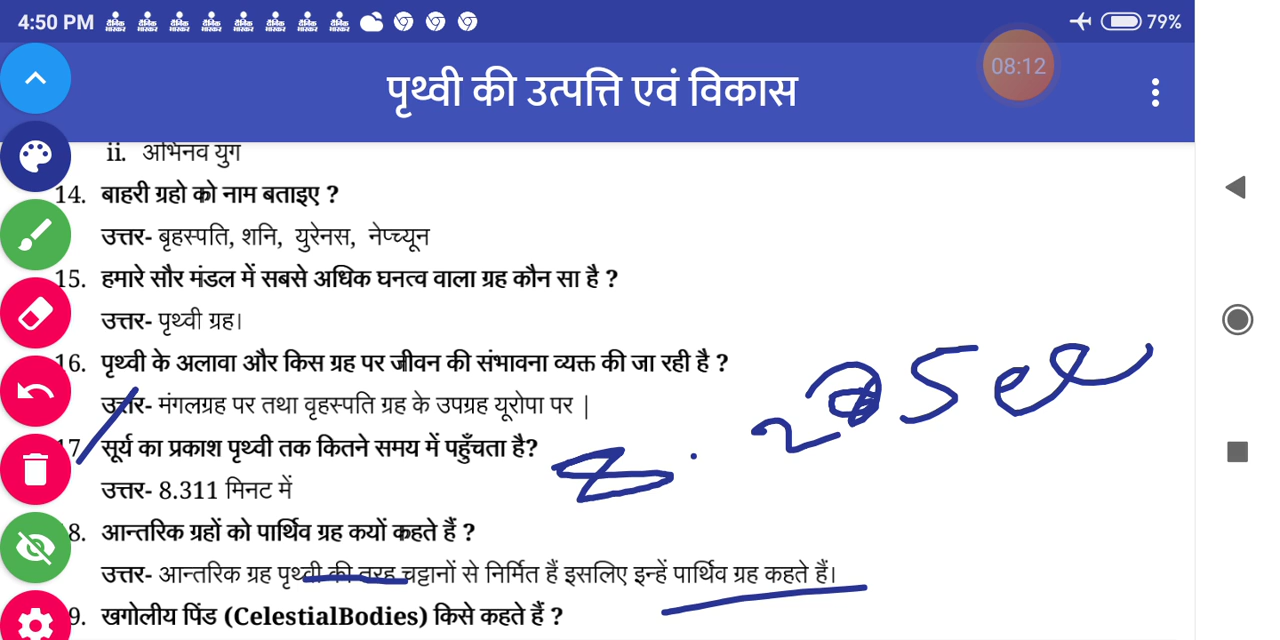 4:50 PM
79%
08:12
पृथ्वी की उत्पत्ति एवं विकास
ii. अभिनव युग
14. बाहरी ग्रहो को नाम बताइए ?
उत्तर- बृहस्पति, शनि, युरेनस, नेप्च्यून
15. हमारे सौर मंडल में सबसे अधिक घनत्व वाला ग्रह कौन सा है ?
उत्तर- पृथ्वी ग्रह।
16. पृथ्वी के अलावा और किस ग्रह पर जीवन की संभावना व्यक्त की जा रही है ?
उत्तर- मंगलग्रह पर तथा वृहस्पति ग्रह के उपग्रह यूरोपा पर |
17. सूर्य का प्रकाश पृथ्वी तक कितने समय में पहुँचता है?
उत्तर- 8.311 मिनट में
8. आन्तरिक ग्रहों को पार्थिव ग्रह कयों कहते हैं ?
उत्तर- आन्तरिक ग्रह पृथ्वी की तरह चट्टानों से निर्मित हैं इसलिए इन्हें पार्थिव ग्रह कहते हैं।
9. खगोलीय पिंड (CelestialBodies) किसे कहते हैं ?